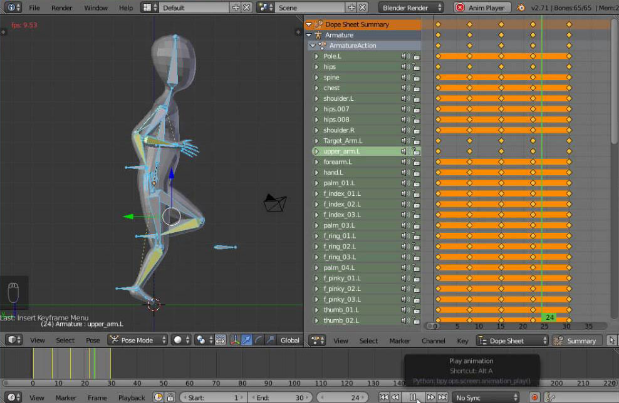 File Render Window Help Default Scene Blender Render Anim Player v2.71 | Bones:65/65 | Mem:2
fps: 9.83
Dope Sheet Summary
Armature
ArmatureAction
Pole.L
hips
spine
chest
shoulder.L
hips.007
hips.008
shoulder.R
Target_Arm.L
upper_arm.L
forearm.L
hand.L
palm_01.L
f_index_01.L
f_index_02.L
f_index_03.L
palm_03.L
f_ring_01.L
f_ring_02.L
f_ring_03.L
palm_04.L
f_pinky_01.L
f_pinky_02.L
f_pinky_03.L
thumb_01.L
thumb_02.L
Last: Insert Keyframe Menu
(24) Armature : upper_arm.L
24
0 5 10 15 20 25 30 35
View Select Pose Pose Mode Global
View Select Marker Channel Key Dope Sheet Summary
Play animation
Shortcut: Alt A
Python: bpy.ops.screen.animation_play()
0 10 20 30 40 50 60 70 80 90 100 110 120 130 140 150 160 170 180 190 200 210 220
View Marker Frame Playback Start: 1 End: 30 24 No Sync